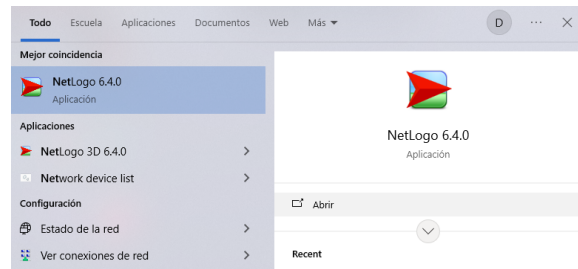 Todo Escuela Aplicaciones Documentos Web Más D ...
Mejor coincidencia
NetLogo 6.4.0
Aplicación
Aplicaciones
NetLogo 3D 6.4.0
Network device list
Configuración
Estado de la red
Ver conexiones de red
NetLogo 6.4.0
Aplicación
Abrir
Recent